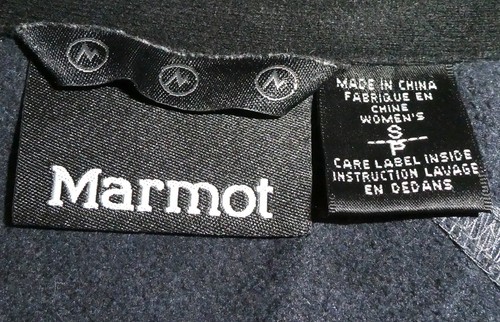 Marmot
MADE IN CHINA
FABRIQUE EN
CHINE
WOMEN'S
S
P
CARE LABEL INSIDE
INSTRUCTION LAVAGE
EN DEDANS